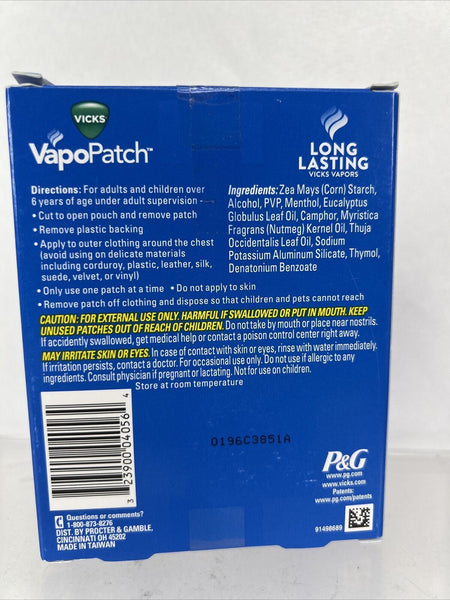 VICKS
VapoPatch™
LONG
LASTING
VICKS VAPORS
Directions: For adults and children over
6 years of age under adult supervision -
• Cut to open pouch and remove patch
• Remove plastic backing
• Apply to outer clothing around the chest
(avoid using on delicate materials
including corduroy, plastic, leather, silk,
suede, velvet, or vinyl)
• Only use one patch at a time • Do not apply to skin
• Remove patch off clothing and dispose so that children and pets cannot reach
Ingredients: Zea Mays (Corn) Starch,
Alcohol, PVP, Menthol, Eucalyptus
Globulus Leaf Oil, Camphor, Myristica
Fragrans (Nutmeg) Kernel Oil, Thuja
Occidentalis Leaf Oil, Sodium
Potassium Aluminum Silicate, Thymol,
Denatonium Benzoate
CAUTION: FOR EXTERNAL USE ONLY. HARMFUL IF SWALLOWED OR PUT IN MOUTH. KEEP
UNUSED PATCHES OUT OF REACH OF CHILDREN. Do not take by mouth or place near nostrils.
If accidentally swallowed, get medical help or contact a poison control center right away.
MAY IRRITATE SKIN OR EYES. In case of contact with skin or eyes, rinse with water immediately.
If irritation persists, contact a doctor. For occasional use only. Do not use if allergic to any
ingredients. Consult physician if pregnant or lactating. Not for use on children.
Store at room temperature
3 23900 04056 4
0196C3851A
P&G
www.pg.com
www.vicks.com
Patents:
www.pg.com/patents
Questions or comments?
1-800-873-8276
DIST. BY PROCTER & GAMBLE.
CINCINNATI OH 45202
MADE IN TAIWAN
91498689